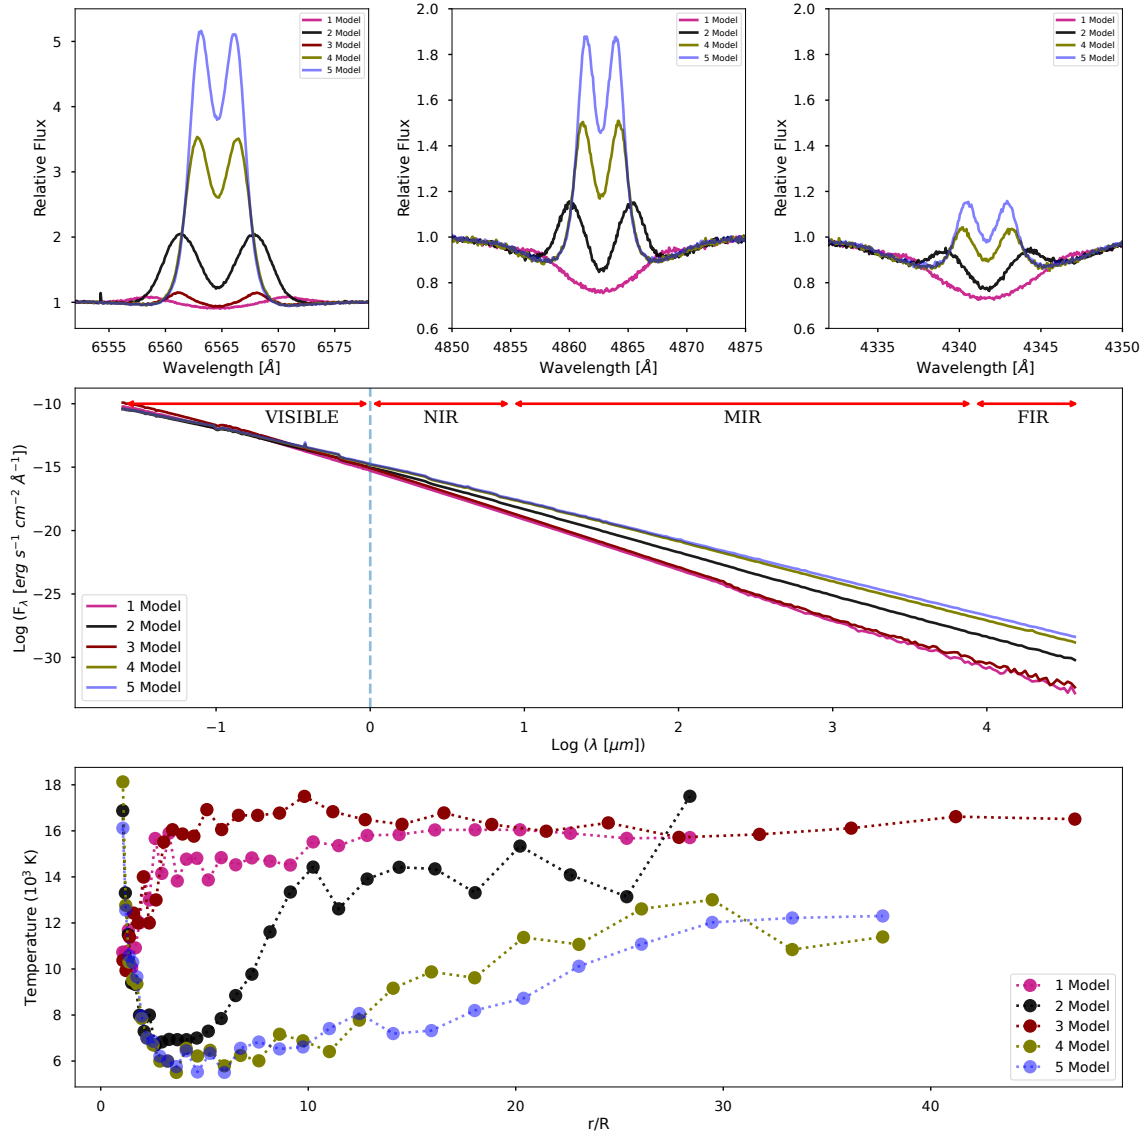 Relative Flux
5
4
3
2
1
6555
6560
6565
6570
6575
Wavelength [Å]
1 Model
2 Model
3 Model
4 Model
5 Model
Relative Flux
2.0
1.8
1.6
1.4
1.2
1.0
0.8
0.6
4850
4855
4860
4865
4870
4875
Wavelength [Å]
1 Model
2 Model
4 Model
5 Model
Relative Flux
2.0
1.8
1.6
1.4
1.2
1.0
0.8
0.6
4335
4340
4345
4350
Wavelength [Å]
1 Model
2 Model
4 Model
5 Model
Log (Fλ [erg s⁻¹ cm⁻² Å⁻¹])
−10
−15
−20
−25
−30
VISIBLE
NIR
MIR
FIR
1 Model
2 Model
3 Model
4 Model
5 Model
−1
0
1
2
3
4
Log (λ [μm])
Temperature (10³ K)
18
16
14
12
10
8
6
1 Model
2 Model
3 Model
4 Model
5 Model
0
10
20
30
40
r/R